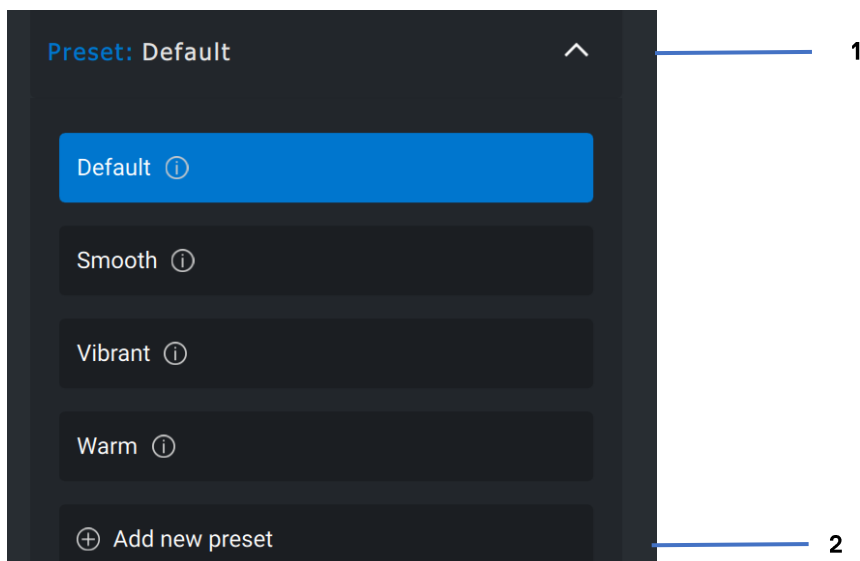 Preset: Default
1
Default
Smooth
Vibrant
Warm
Add new preset
2